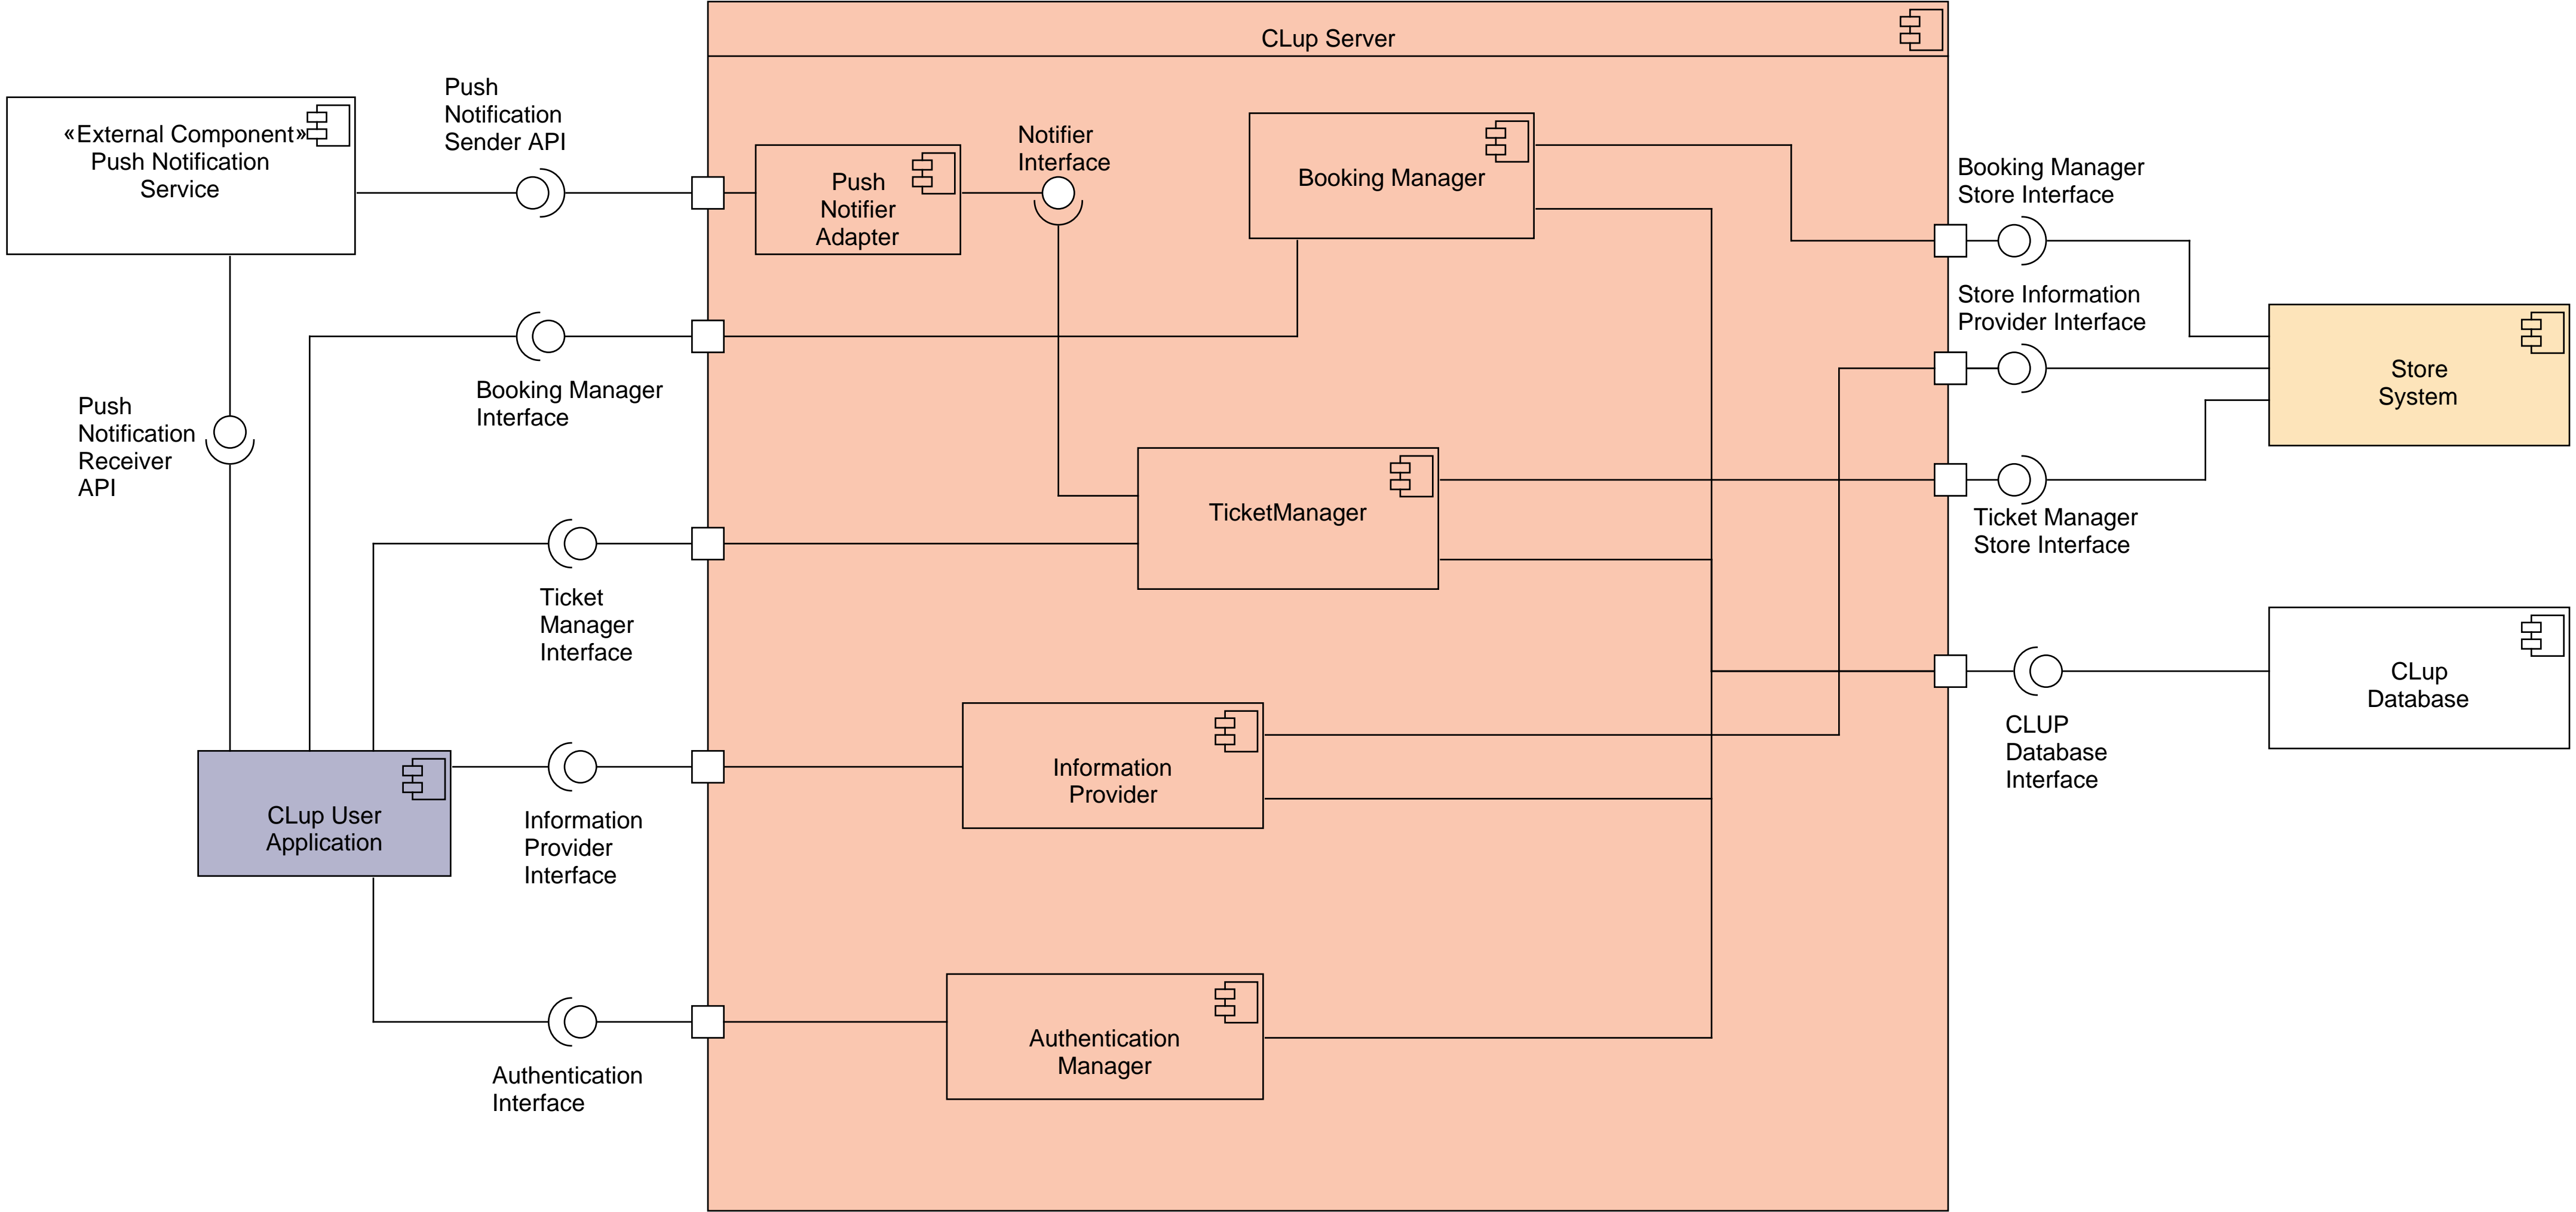 CLup Server
«External Component»
Push Notification
Service
Push
Notification
Sender API
Push
Notifier
Adapter
Notifier
Interface
Booking Manager
Booking Manager
Store Interface
Store Information
Provider Interface
Store
System
Booking Manager
Interface
Push
Notification
Receiver
API
TicketManager
Ticket Manager
Store Interface
Ticket
Manager
Interface
CLup
Database
CLUP
Database
Interface
Information
Provider
CLup User
Application
Information
Provider
Interface
Authentication
Manager
Authentication
Interface